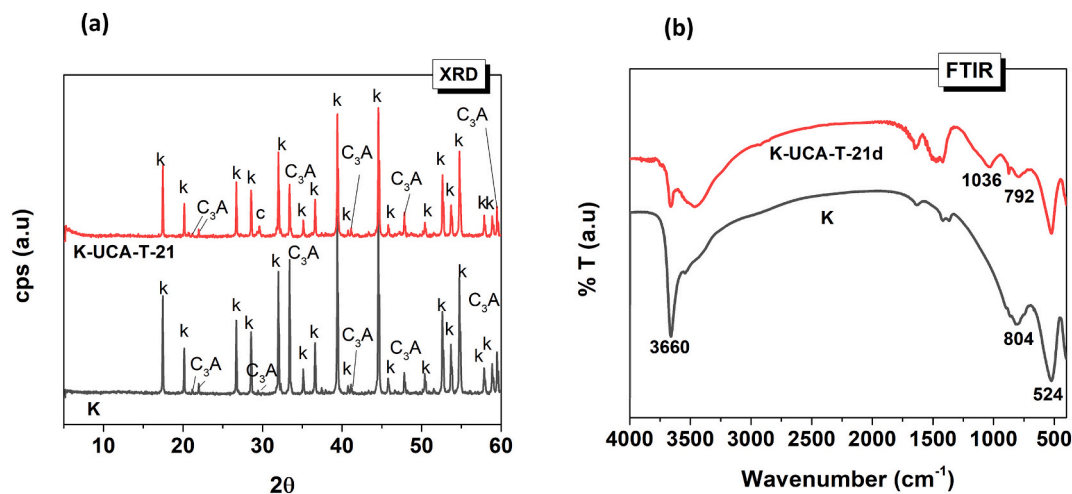 (a)
XRD
k
k
C₃A
k
k
c
k
C₃A
k
k
k
k
C₃A
k
k
C₃A
k
k
k
k
k
k
C₃A
K-UCA-T-21
k
k
C₃A
k
k
C₃A
k
C₃A
k
k
k
k
C₃A
k
k
C₃A
k
k
k
k
k
k
C₃A
K
cps (a.u)
10 20 30 40 50 60
2θ
(b)
FTIR
K-UCA-T-21d
1036
792
K
3660
804
524
% T (a.u)
4000 3500 3000 2500 2000 1500 1000 500
Wavenumber (cm⁻¹)